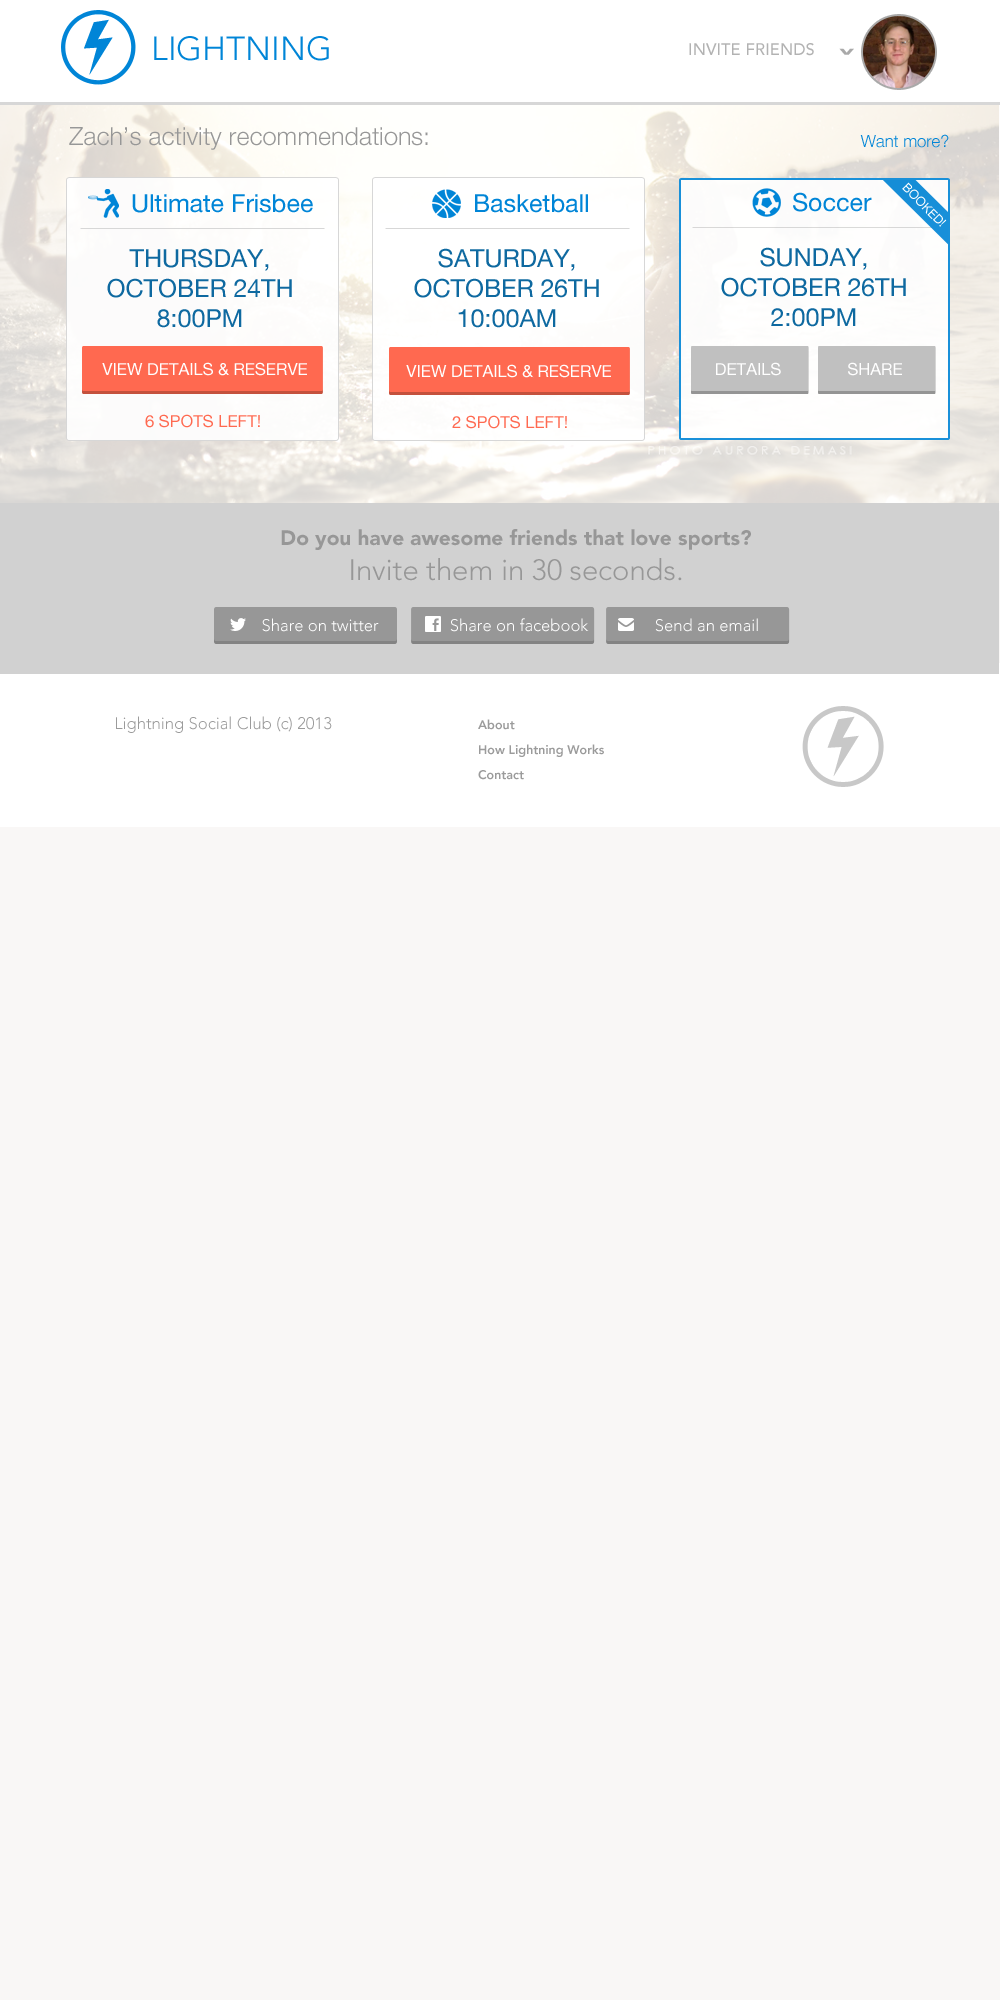 LIGHTNING
INVITE FRIENDS
Zach's activity recommendations:
Want more?
Ultimate Frisbee
THURSDAY,
OCTOBER 24TH
8:00PM
VIEW DETAILS & RESERVE
6 SPOTS LEFT!
Basketball
SATURDAY,
OCTOBER 26TH
10:00AM
VIEW DETAILS & RESERVE
2 SPOTS LEFT!
Soccer
BOOKED!
SUNDAY,
OCTOBER 26TH
2:00PM
DETAILS
SHARE
PHOTO AURORA DEMASI
Do you have awesome friends that love sports?
Invite them in 30 seconds.
Share on twitter
Share on facebook
Send an email
Lightning Social Club (c) 2013
About
How Lightning Works
Contact